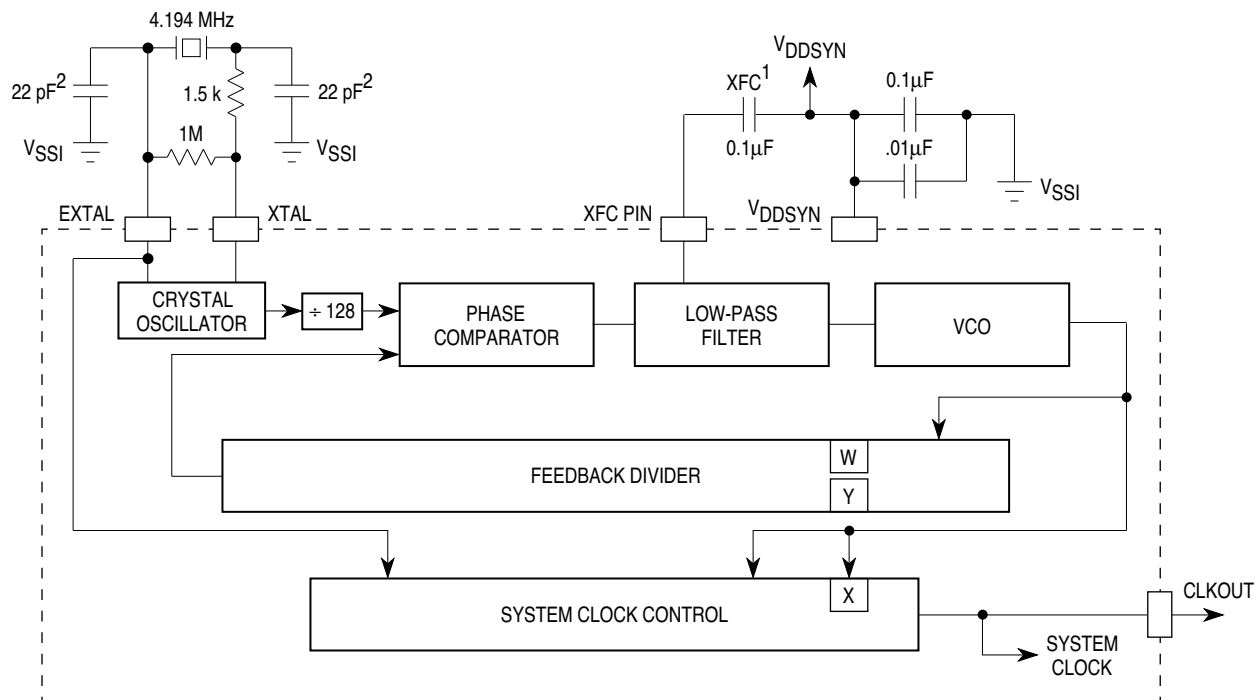 4.194 MHz
22 pF2
1.5 k
22 pF2
VSSI
1M
VSSI
VDDSYN
XFC1
0.1µF
0.1µF
.01µF
VSSI
EXTAL
XTAL
XFC PIN
VDDSYN
CRYSTAL
OSCILLATOR
÷ 128
PHASE
COMPARATOR
LOW-PASS
FILTER
VCO
FEEDBACK DIVIDER
W
Y
SYSTEM CLOCK CONTROL
X
CLKOUT
SYSTEM
CLOCK